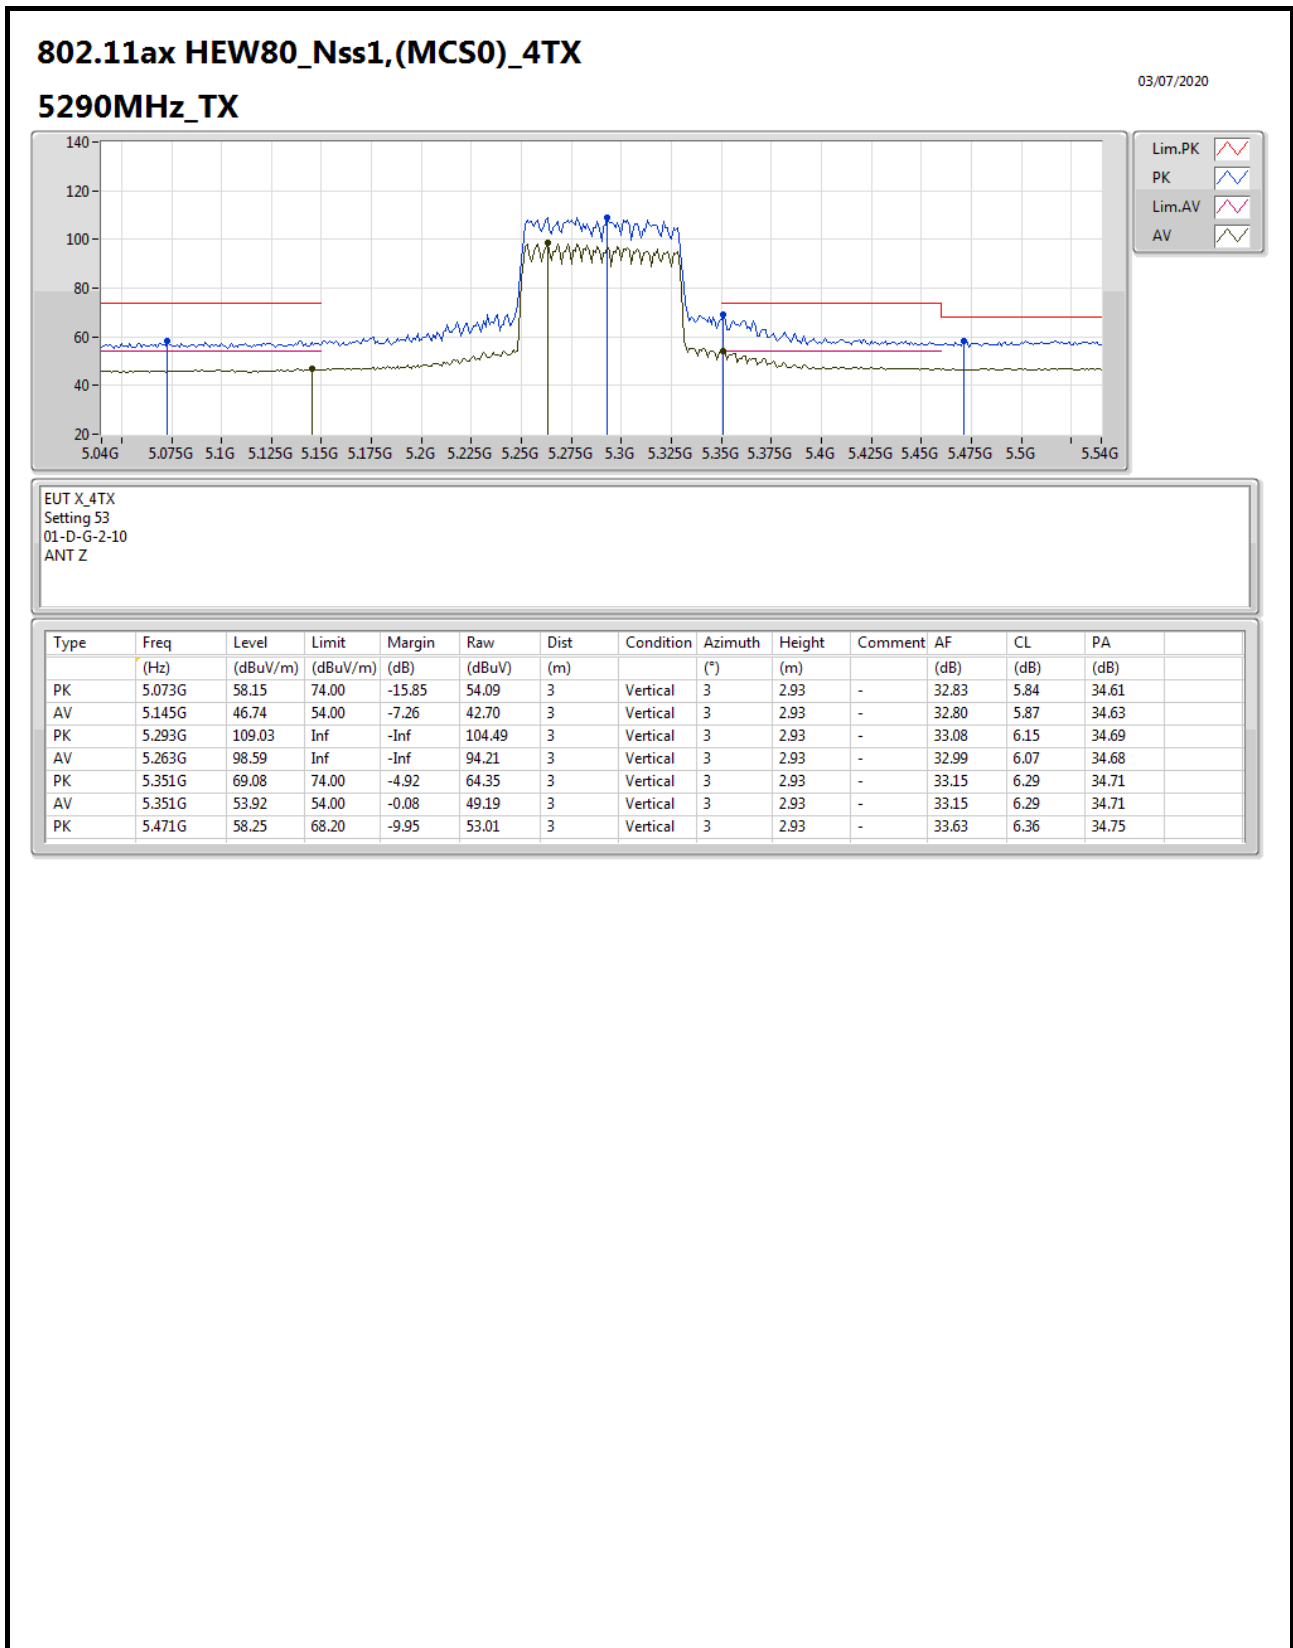 802.11ax HEW80_Nss1,(MCS0)_4TX
03/07/2020
5290MHz_TX
140
120
100
80
60
40
20
5.04G 5.075G 5.1G 5.125G 5.15G 5.175G 5.2G 5.225G 5.25G 5.275G 5.3G 5.325G 5.35G 5.375G 5.4G 5.425G 5.45G 5.475G 5.5G 5.54G
Lim.PK
PK
Lim.AV
AV
EUT X_4TX
Setting 53
01-D-G-2-10
ANT Z
Type Freq Level Limit Margin Raw Dist Condition Azimuth Height Comment AF CL PA
(Hz) (dBuV/m) (dBuV/m) (dB) (dBuV) (m) (°) (m) (dB) (dB) (dB)
PK 5.073G 58.15 74.00 -15.85 54.09 3 Vertical 3 2.93 - 32.83 5.84 34.61
AV 5.145G 46.74 54.00 -7.26 42.70 3 Vertical 3 2.93 - 32.80 5.87 34.63
PK 5.293G 109.03 Inf -Inf 104.49 3 Vertical 3 2.93 - 33.08 6.15 34.69
AV 5.263G 98.59 Inf -Inf 94.21 3 Vertical 3 2.93 - 32.99 6.07 34.68
PK 5.351G 69.08 74.00 -4.92 64.35 3 Vertical 3 2.93 - 33.15 6.29 34.71
AV 5.351G 53.92 54.00 -0.08 49.19 3 Vertical 3 2.93 - 33.15 6.29 34.71
PK 5.471G 58.25 68.20 -9.95 53.01 3 Vertical 3 2.93 - 33.63 6.36 34.75